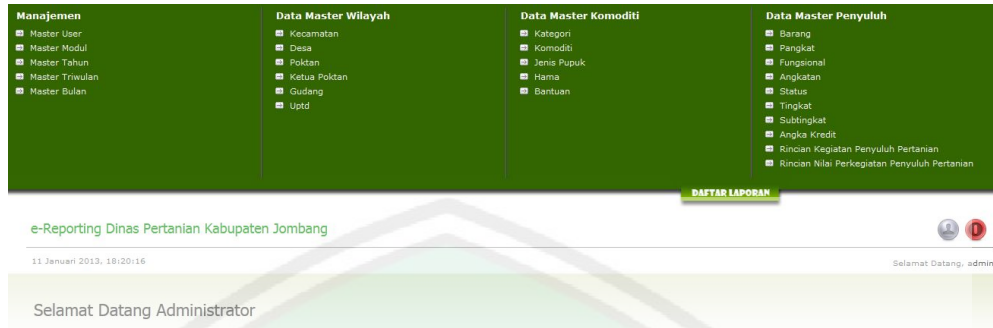 Manajemen
Master User
Master Modul
Master Tahun
Master Triwulan
Master Bulan
Data Master Wilayah
Kecamatan
Desa
Poktan
Ketua Poktan
Gudang
Uptd
Data Master Komoditi
Kategori
Komoditi
Jenis Pupuk
Hama
Bantuan
Data Master Penyuluh
Barang
Pangkat
Fungsional
Angkatan
Status
Tingkat
Subtingkat
Angka Kredit
Rincian Kegiatan Penyuluh Pertanian
Rincian Nilai Perkegiatan Penyuluh Pertanian
DAFTAR LAPORAN
e-Reporting Dinas Pertanian Kabupaten Jombang
11 Januari 2013, 18:20:16
Selamat Datang, admin
Selamat Datang Administrator